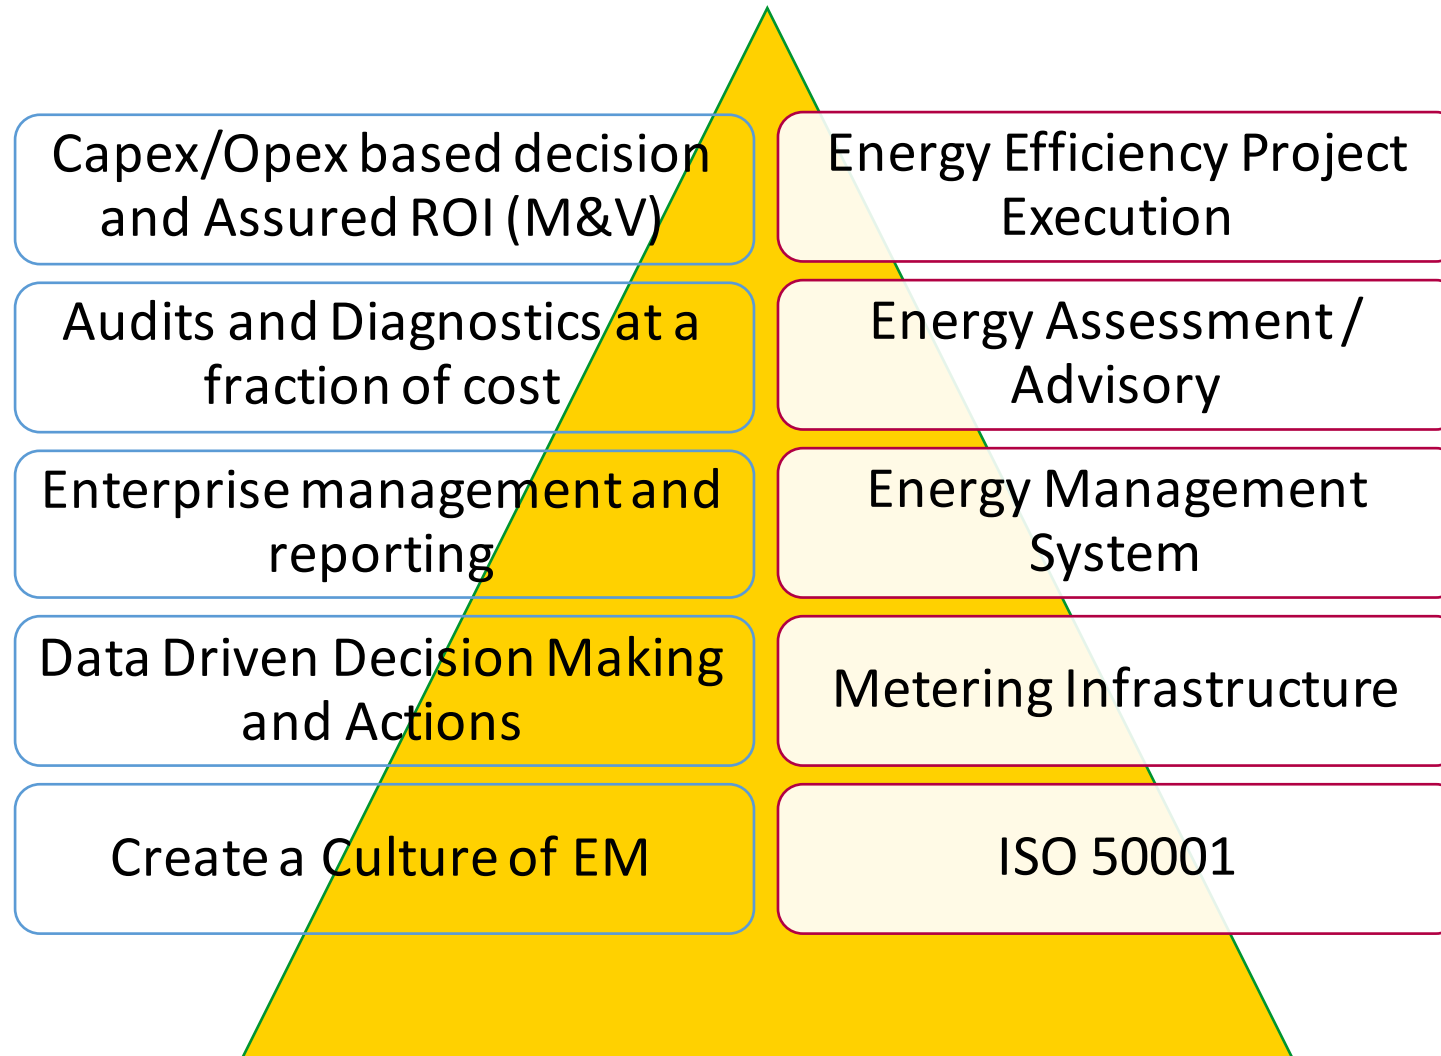 Capex/Opex based decision
and Assured ROI (M&V)
Energy Efficiency Project
Execution
Audits and Diagnostics at a
fraction of cost
Energy Assessment /
Advisory
Enterprise management and
reporting
Energy Management
System
Data Driven Decision Making
and Actions
Metering Infrastructure
Create a Culture of EM
ISO 50001